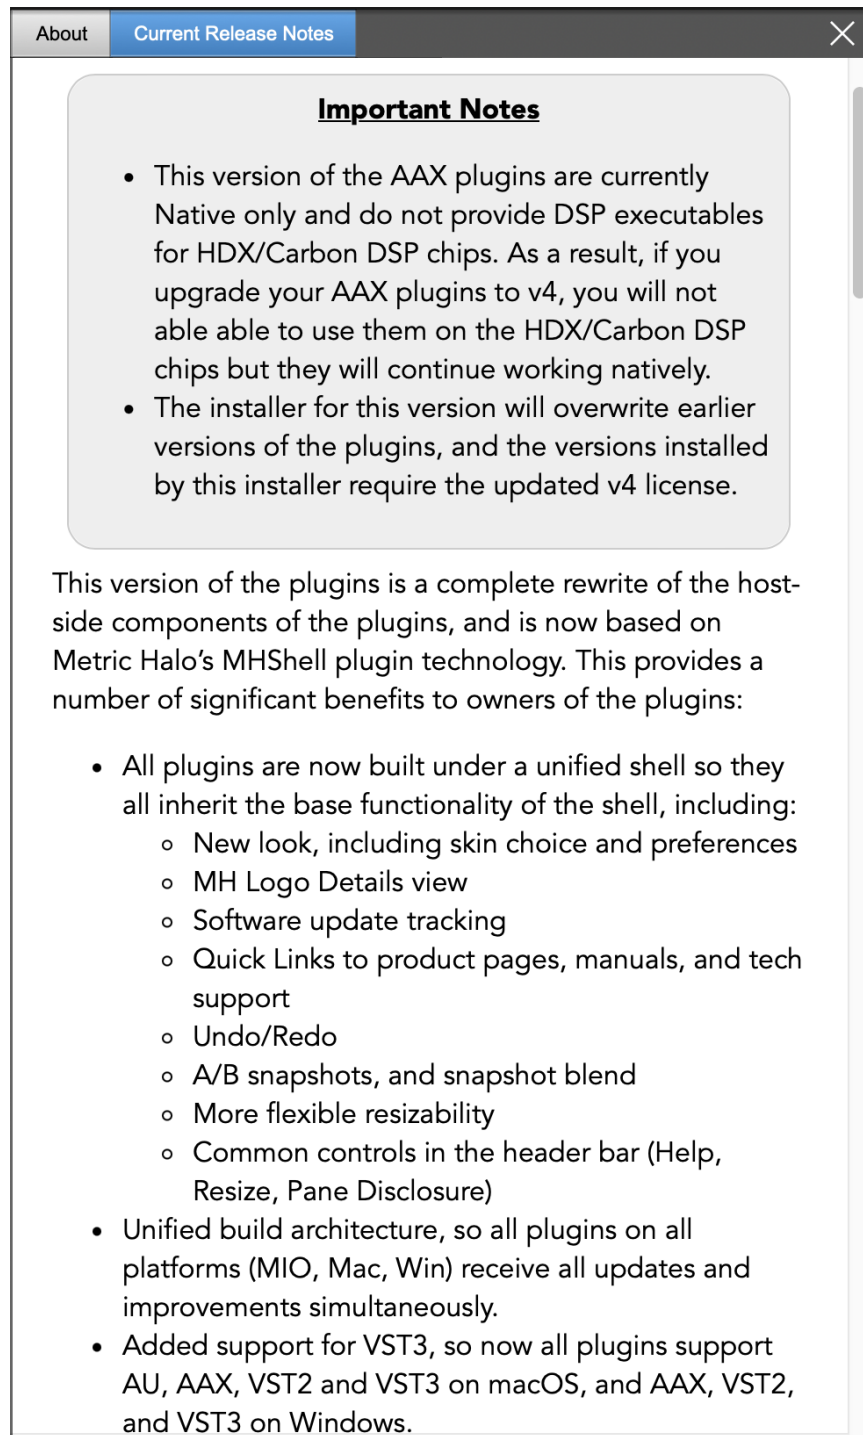 About
Current Release Notes
Important Notes
• This version of the AAX plugins are currently
Native only and do not provide DSP executables
for HDX/Carbon DSP chips. As a result, if you
upgrade your AAX plugins to v4, you will not
able able to use them on the HDX/Carbon DSP
chips but they will continue working natively.
• The installer for this version will overwrite earlier
versions of the plugins, and the versions installed
by this installer require the updated v4 license.
This version of the plugins is a complete rewrite of the host-
side components of the plugins, and is now based on
Metric Halo’s MHShell plugin technology. This provides a
number of significant benefits to owners of the plugins:
• All plugins are now built under a unified shell so they
all inherit the base functionality of the shell, including:
◦ New look, including skin choice and preferences
◦ MH Logo Details view
◦ Software update tracking
◦ Quick Links to product pages, manuals, and tech
support
◦ Undo/Redo
◦ A/B snapshots, and snapshot blend
◦ More flexible resizability
◦ Common controls in the header bar (Help,
Resize, Pane Disclosure)
• Unified build architecture, so all plugins on all
platforms (MIO, Mac, Win) receive all updates and
improvements simultaneously.
• Added support for VST3, so now all plugins support
AU, AAX, VST2 and VST3 on macOS, and AAX, VST2,
and VST3 on Windows.